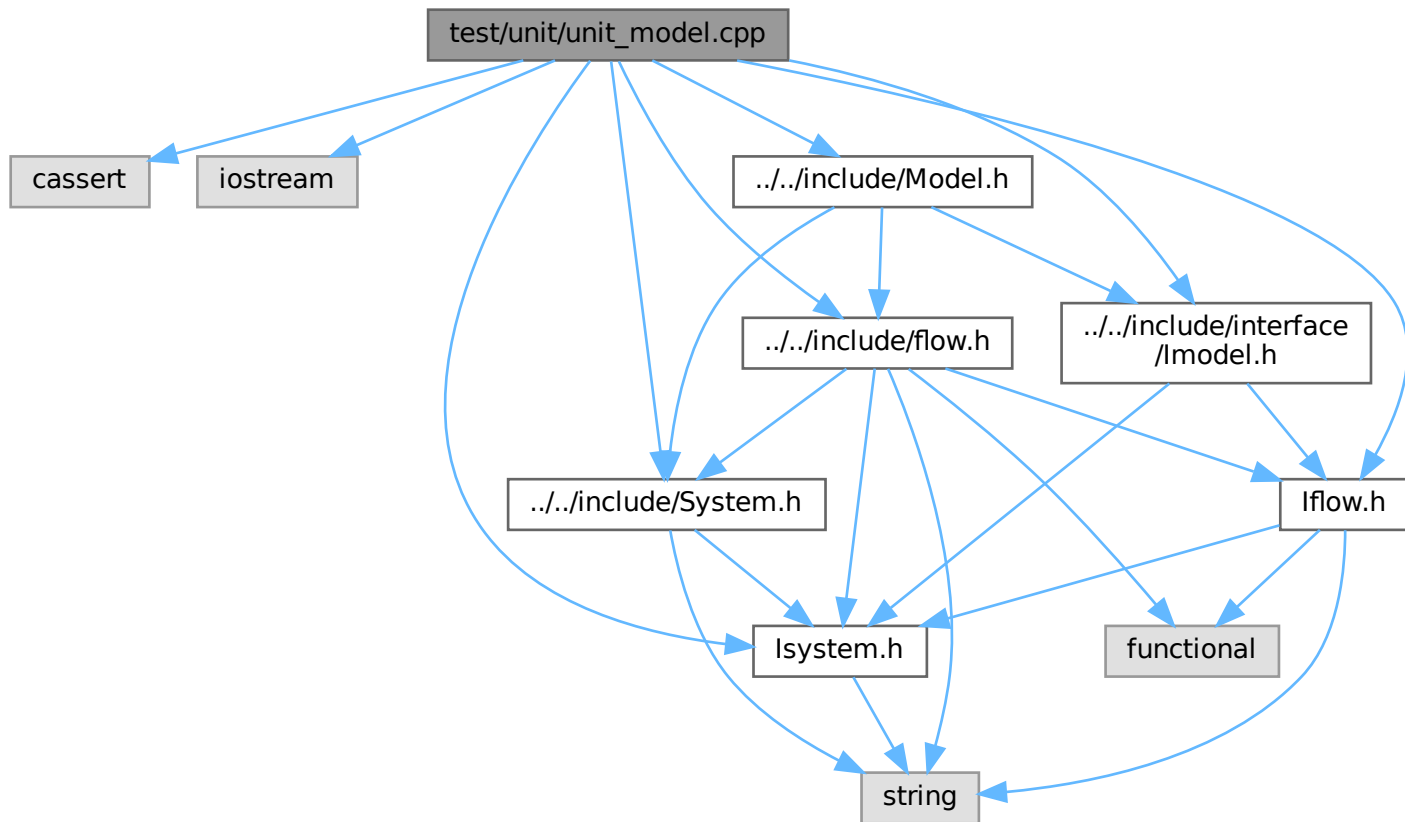 test/unit/unit_model.cpp
cassert
iostream
../../include/Model.h
../../include/flow.h
../../include/interface
/Imodel.h
../../include/System.h
Iflow.h
Isystem.h
functional
string